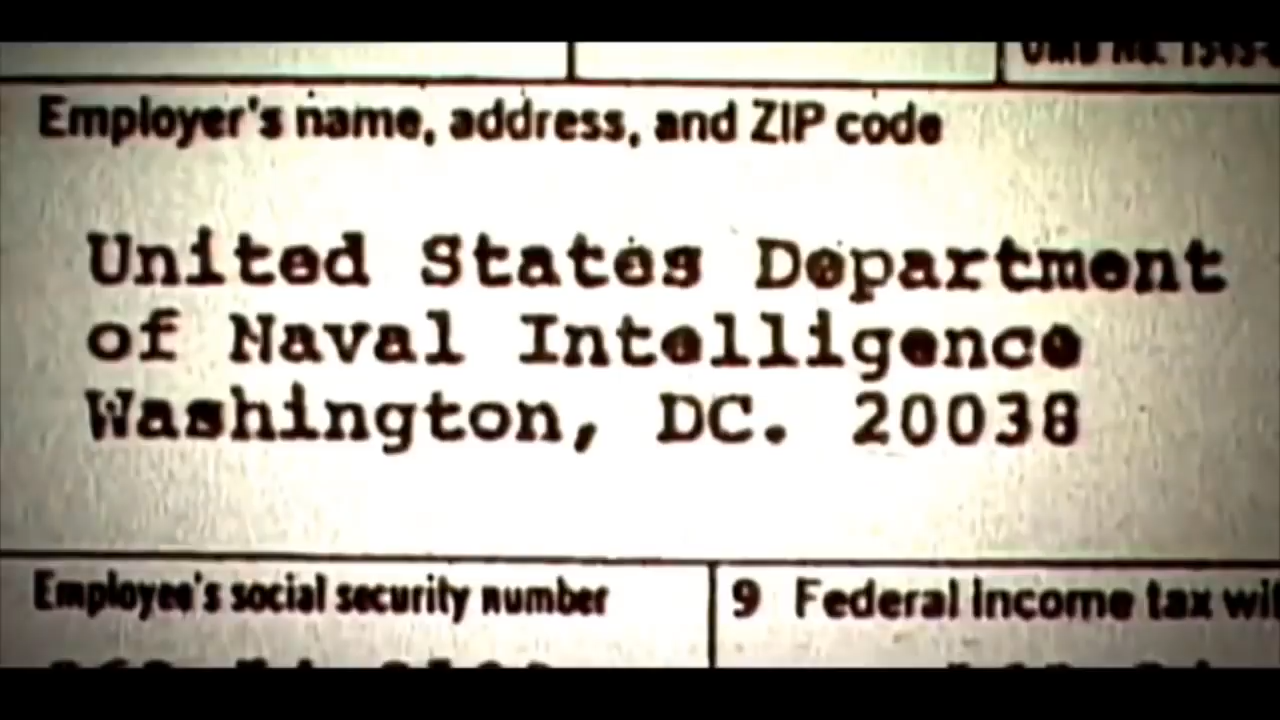 Employer's name, address, and ZIP code
United States Department
of Naval Intelligence
Washington, DC. 20038
Employee's social security number
9 Federal income tax